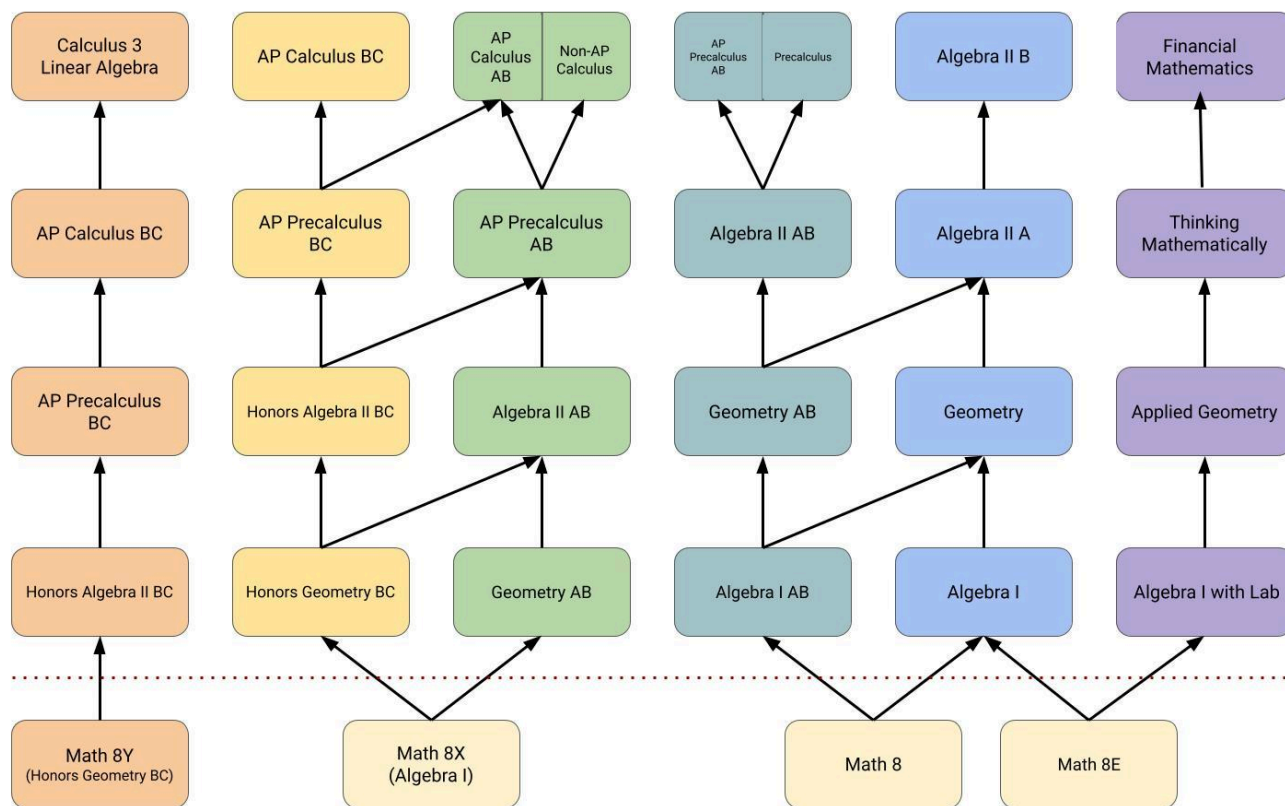 Calculus 3
Linear Algebra
AP Calculus BC
AP
Calculus
AB
Non-AP
Calculus
AP
Precalculus
AB
Precalculus
Algebra II B
Financial
Mathematics
AP Calculus BC
AP Precalculus
BC
AP Precalculus
AB
Algebra II AB
Algebra II A
Thinking
Mathematically
AP Precalculus
BC
Honors Algebra II BC
Algebra II AB
Geometry AB
Geometry
Applied Geometry
Honors Algebra II BC
Honors Geometry BC
Geometry AB
Algebra I AB
Algebra I
Algebra I with Lab
Math 8Y
(Honors Geometry BC)
Math 8X
(Algebra I)
Math 8
Math 8E